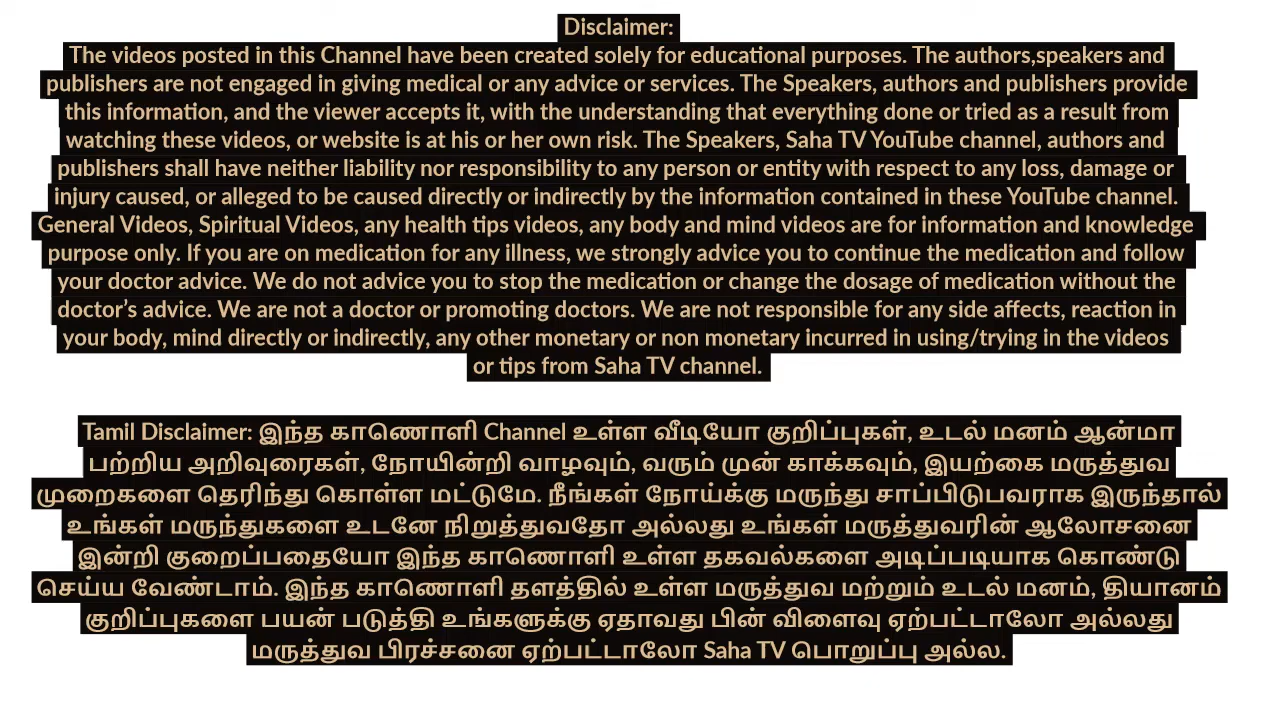 Disclaimer:
The videos posted in this Channel have been created solely for educational purposes. The authors,speakers and
publishers are not engaged in giving medical or any advice or services. The Speakers, authors and publishers provide
this information, and the viewer accepts it, with the understanding that everything done or tried as a result from
watching these videos, or website is at his or her own risk. The Speakers, Saha TV YouTube channel, authors and
publishers shall have neither liability nor responsibility to any person or entity with respect to any loss, damage or
injury caused, or alleged to be caused directly or indirectly by the information contained in these YouTube channel.
General Videos, Spiritual Videos, any health tips videos, any body and mind videos are for information and knowledge
purpose only. If you are on medication for any illness, we strongly advice you to continue the medication and follow
your doctor advice. We do not advice you to stop the medication or change the dosage of medication without the
doctor’s advice. We are not a doctor or promoting doctors. We are not responsible for any side affects, reaction in
your body, mind directly or indirectly, any other monetary or non monetary incurred in using/trying in the videos
or tips from Saha TV channel.
Tamil Disclaimer: இந்த காணொளி Channel உள்ள வீடியோ குறிப்புகள், உடல் மனம் ஆன்மா
பற்றிய அறிவுரைகள், நோயின்றி வாழவும், வரும் முன் காக்கவும், இயற்கை மருத்துவ
முறைகளை தெரிந்து கொள்ள மட்டுமே. நீங்கள் நோய்க்கு மருந்து சாப்பிடுபவராக இருந்தால்
உங்கள் மருந்துகளை உடனே நிறுத்துவதோ அல்லது உங்கள் மருத்துவரின் ஆலோசனை
இன்றி குறைப்பதையோ இந்த காணொளி உள்ள தகவல்களை அடிப்படியாக கொண்டு
செய்ய வேண்டாம். இந்த காணொளி தளத்தில் உள்ள மருத்துவ மற்றும் உடல் மனம், தியானம்
குறிப்புகளை பயன் படுத்தி உங்களுக்கு ஏதாவது பின் விளைவு ஏற்பட்டாலோ அல்லது
மருத்துவ பிரச்சனை ஏற்பட்டாலோ Saha TV பொறுப்பு அல்ல.